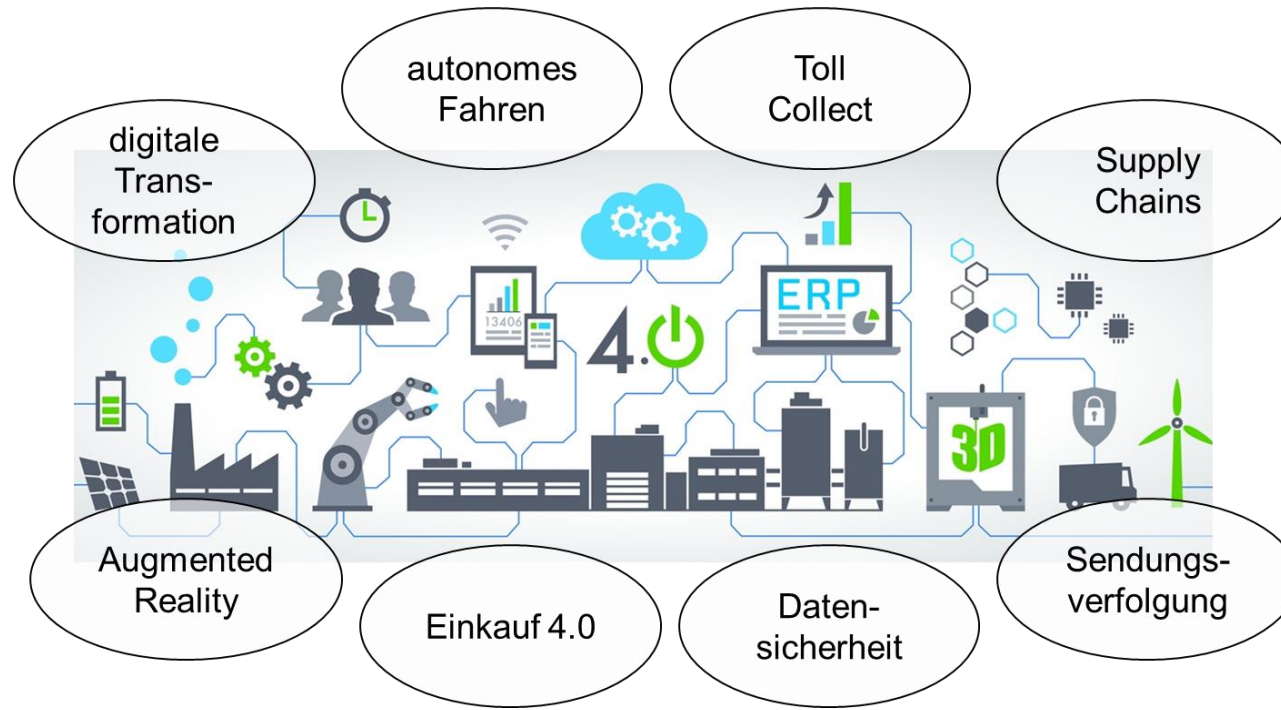 autonomes
Fahren
Toll
Collect
digitale
Trans-
formation
Supply
Chains
ERP
13406
4.0
3D
Augmented
Reality
Einkauf 4.0
Daten-
sicherheit
Sendungs-
verfolgung